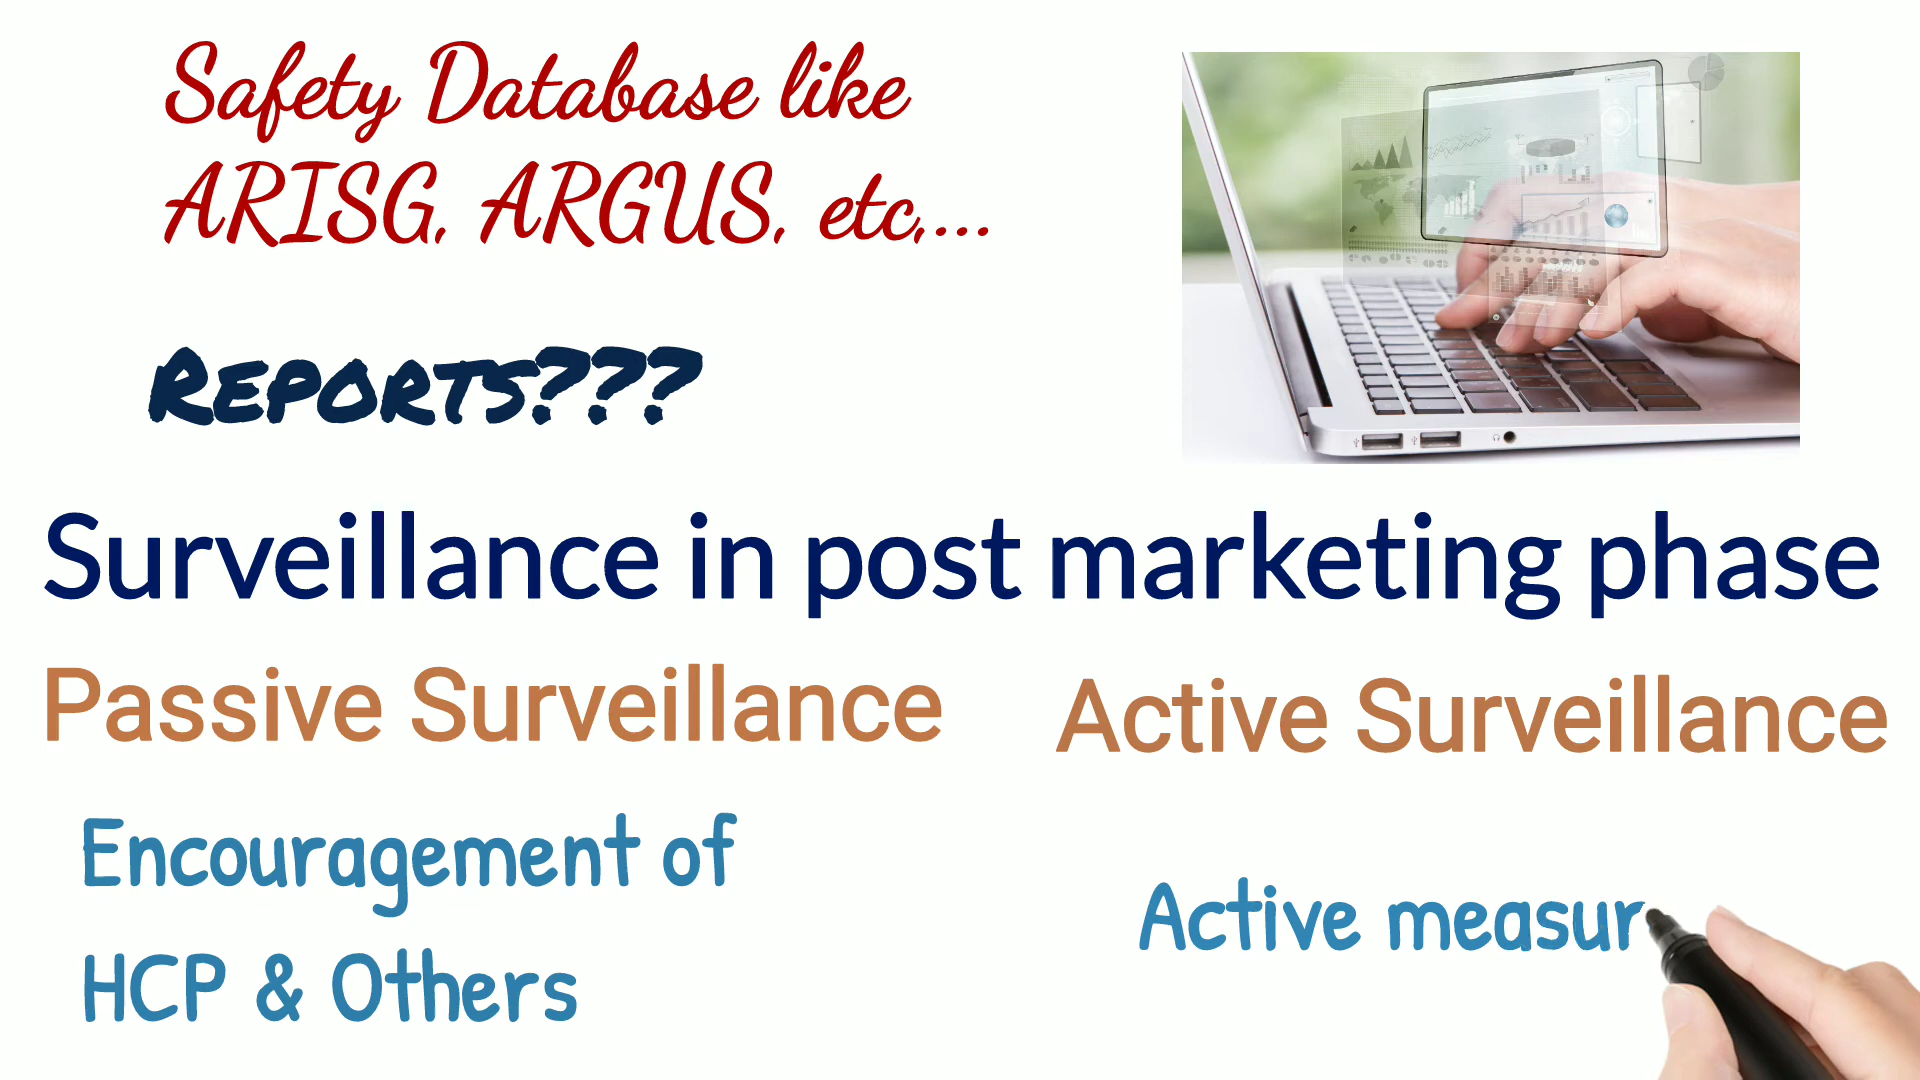 Safety Database like
ARISG, ARGUS, etc,...
Reports???
Surveillance in post marketing phase
Passive Surveillance
Active Surveillance
Encouragement of
HCP & Others
Active measur